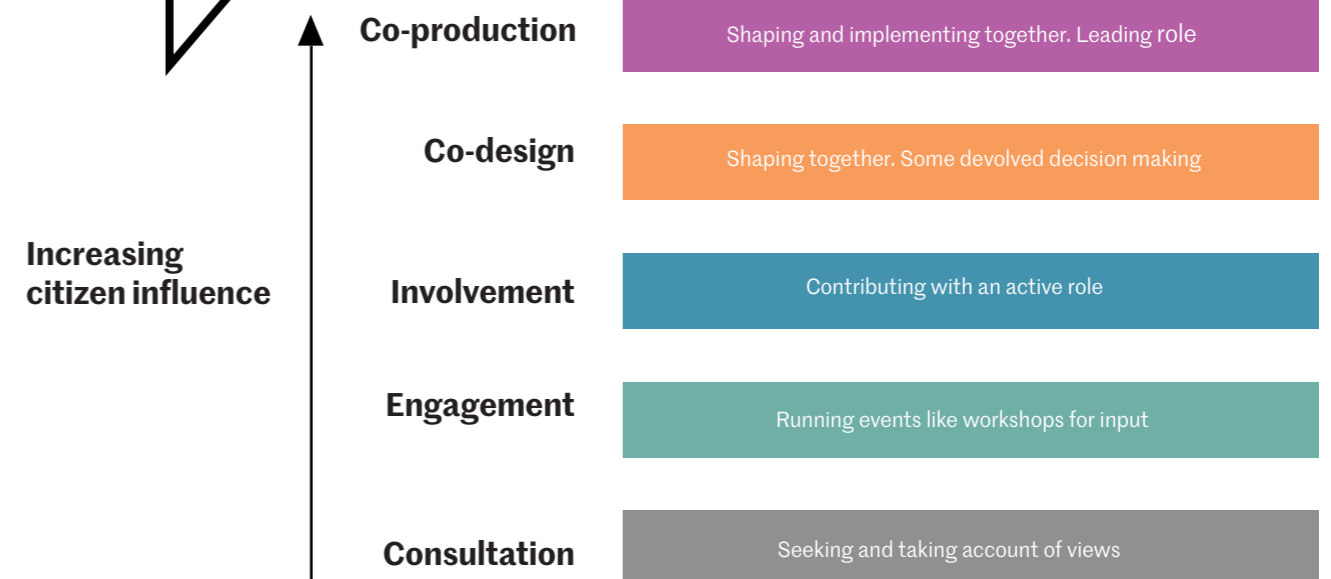 Co-production
Shaping and implementing together. Leading role
Co-design
Shaping together. Some devolved decision making
Increasing
citizen influence
Involvement
Contributing with an active role
Engagement
Running events like workshops for input
Consultation
Seeking and taking account of views